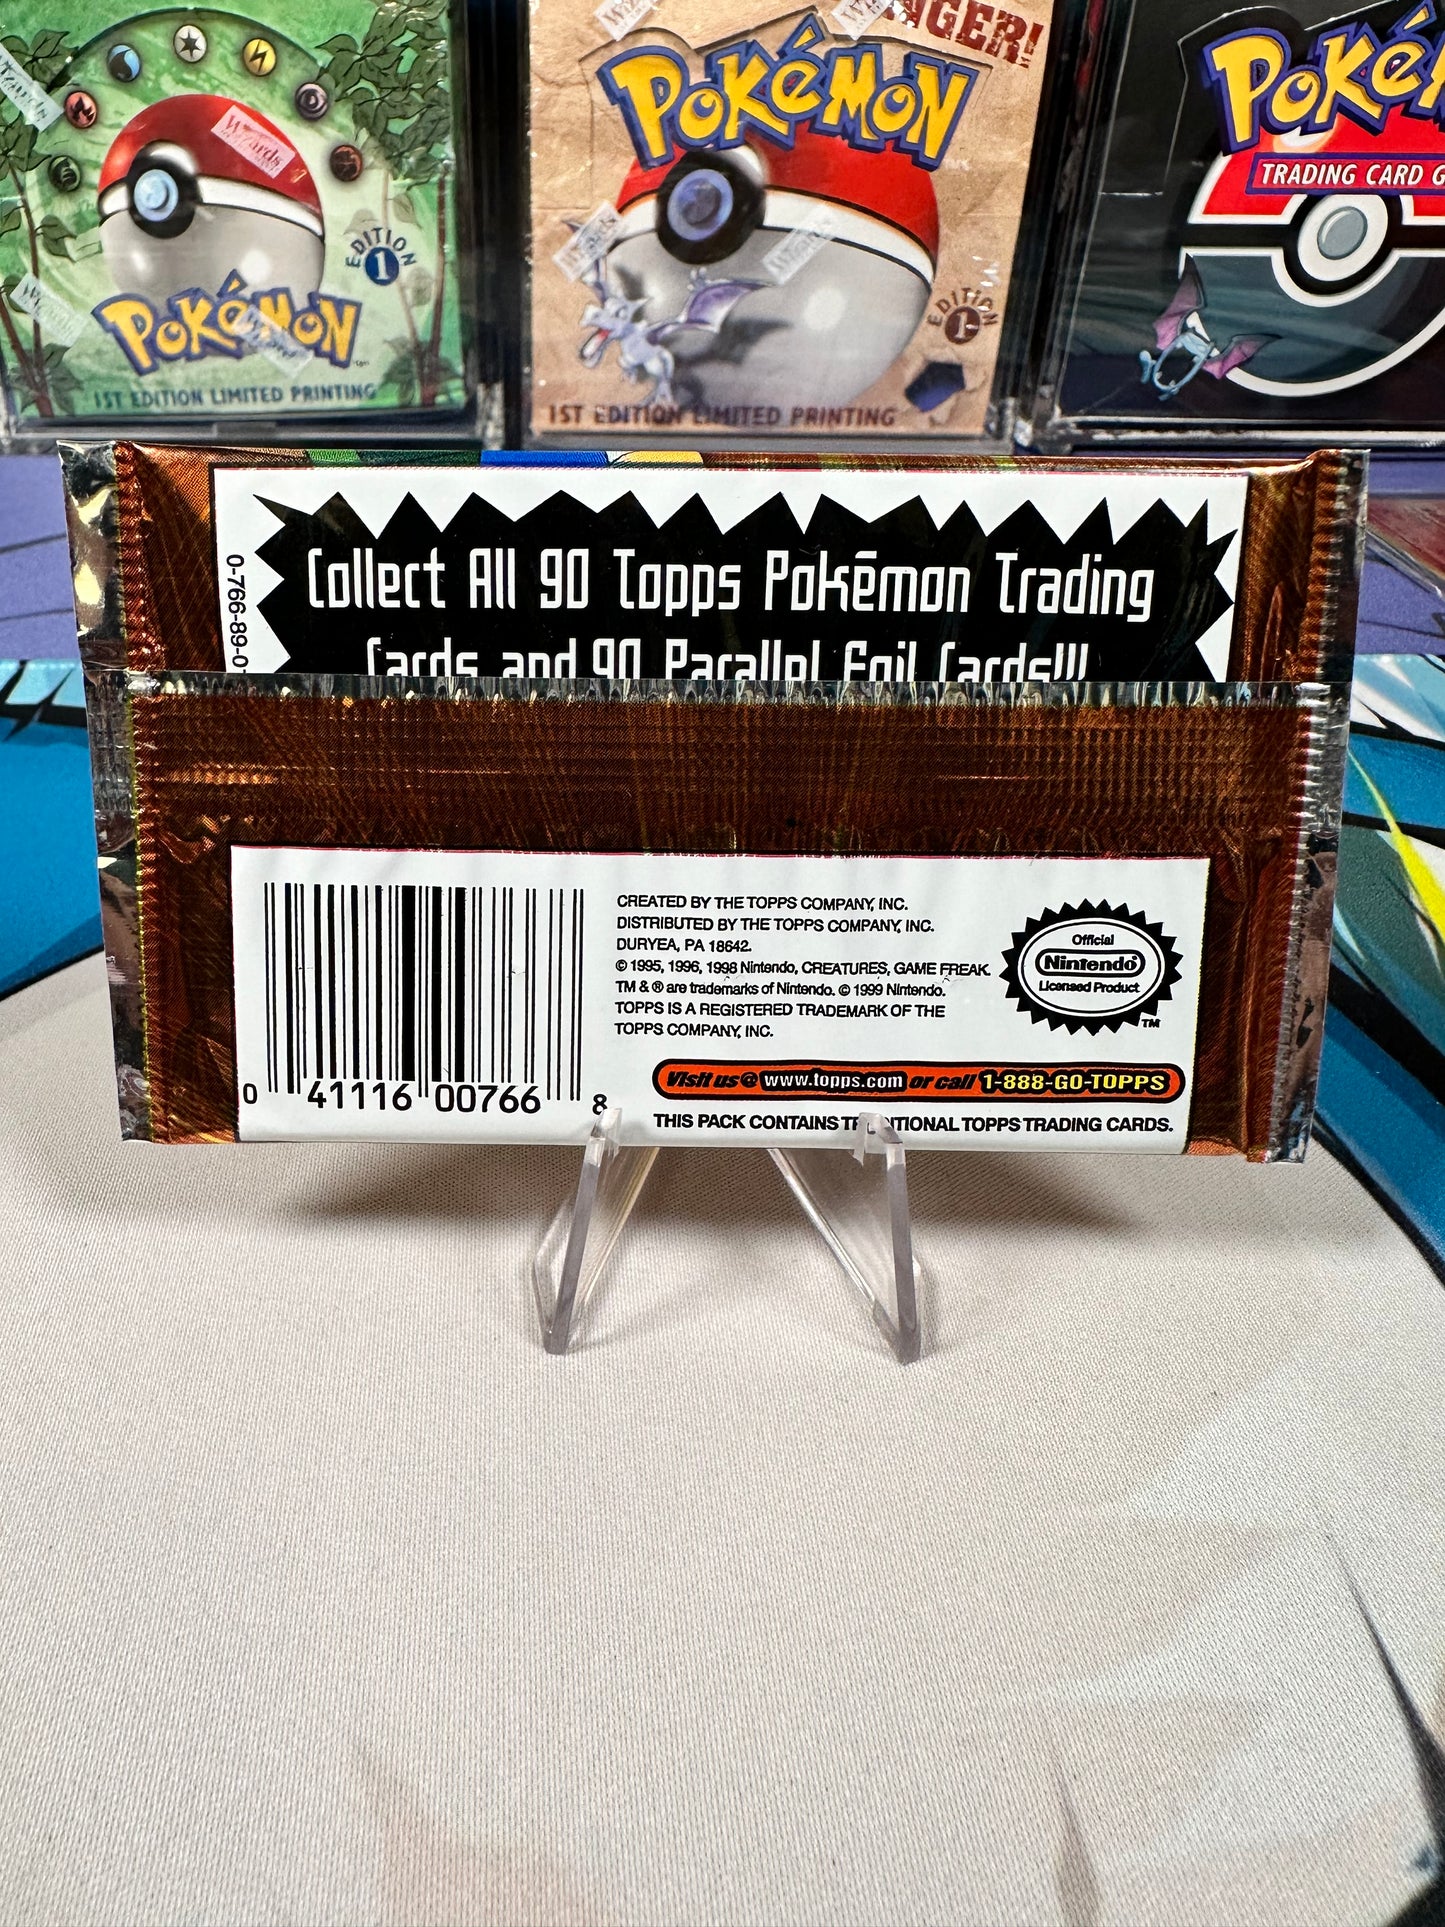 Wizards
EDITION
1
POKéMON
1ST EDITION LIMITED PRINTING
POKéMON
EDITION
1
1ST EDITION LIMITED PRINTING
TRADING CARD
0-766-89-0
Collect All 90 Topps Pokémon Trading
Cards and 90 Parallel Foil Cards!!!
0 41116 00766 8
CREATED BY THE TOPPS COMPANY, INC.
DISTRIBUTED BY THE TOPPS COMPANY, INC.
DURYEA, PA 18642.
© 1995, 1996, 1998 Nintendo, CREATURES, GAME FREAK.
TM & ® are trademarks of Nintendo. © 1999 Nintendo.
TOPPS IS A REGISTERED TRADEMARK OF THE
TOPPS COMPANY, INC.
Official
Nintendo®
Licensed Product
TM
Visit us @ www.topps.com or call 1-888-GO-TOPPS
THIS PACK CONTAINS TRADITIONAL TOPPS TRADING CARDS.